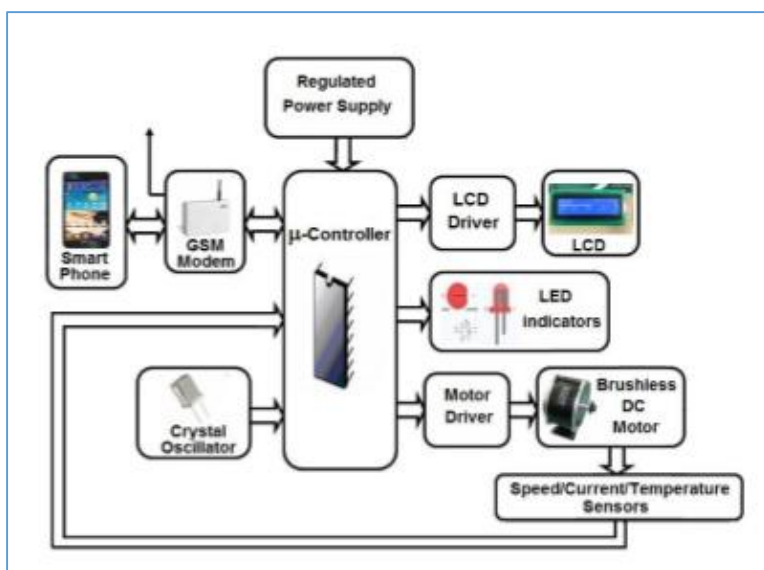 Regulated
Power Supply
Smart
Phone
GSM
Modem
µ-Controller
LCD
Driver
LCD
LED
indicators
Crystal
Oscillator
Motor
Driver
Brushless
DC
Motor
Speed/Current/Temperature
Sensors